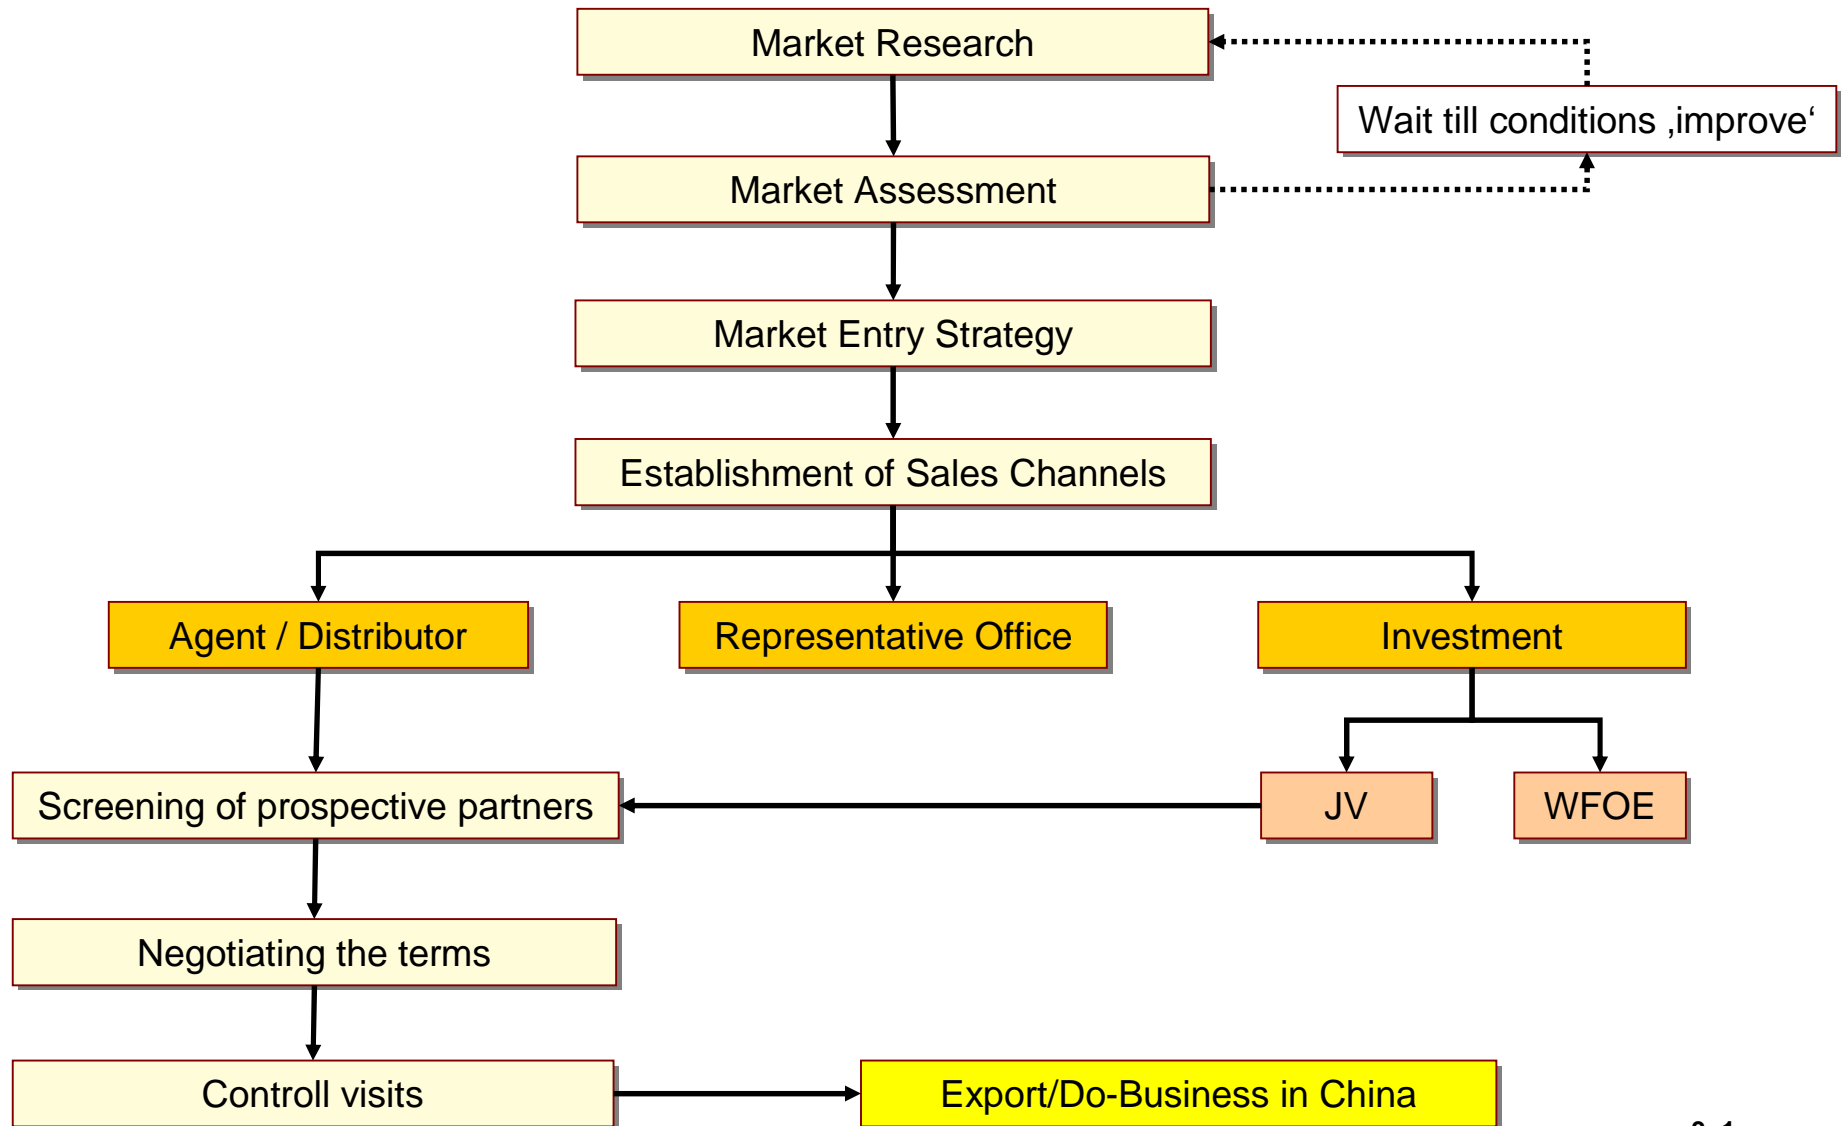 Market Research
Wait till conditions ‚improve‘
Market Assessment
Market Entry Strategy
Establishment of Sales Channels
Agent / Distributor
Representative Office
Investment
Screening of prospective partners
JV
WFOE
Negotiating the terms
Controll visits
Export/Do-Business in China